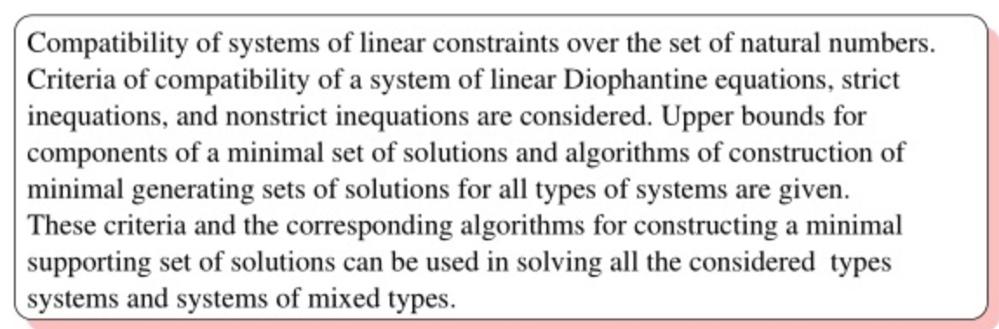 Compatibility of systems of linear constraints over the set of natural numbers.
Criteria of compatibility of a system of linear Diophantine equations, strict
inequations, and nonstrict inequations are considered. Upper bounds for
components of a minimal set of solutions and algorithms of construction of
minimal generating sets of solutions for all types of systems are given.
These criteria and the corresponding algorithms for constructing a minimal
supporting set of solutions can be used in solving all the considered  types
systems and systems of mixed types.